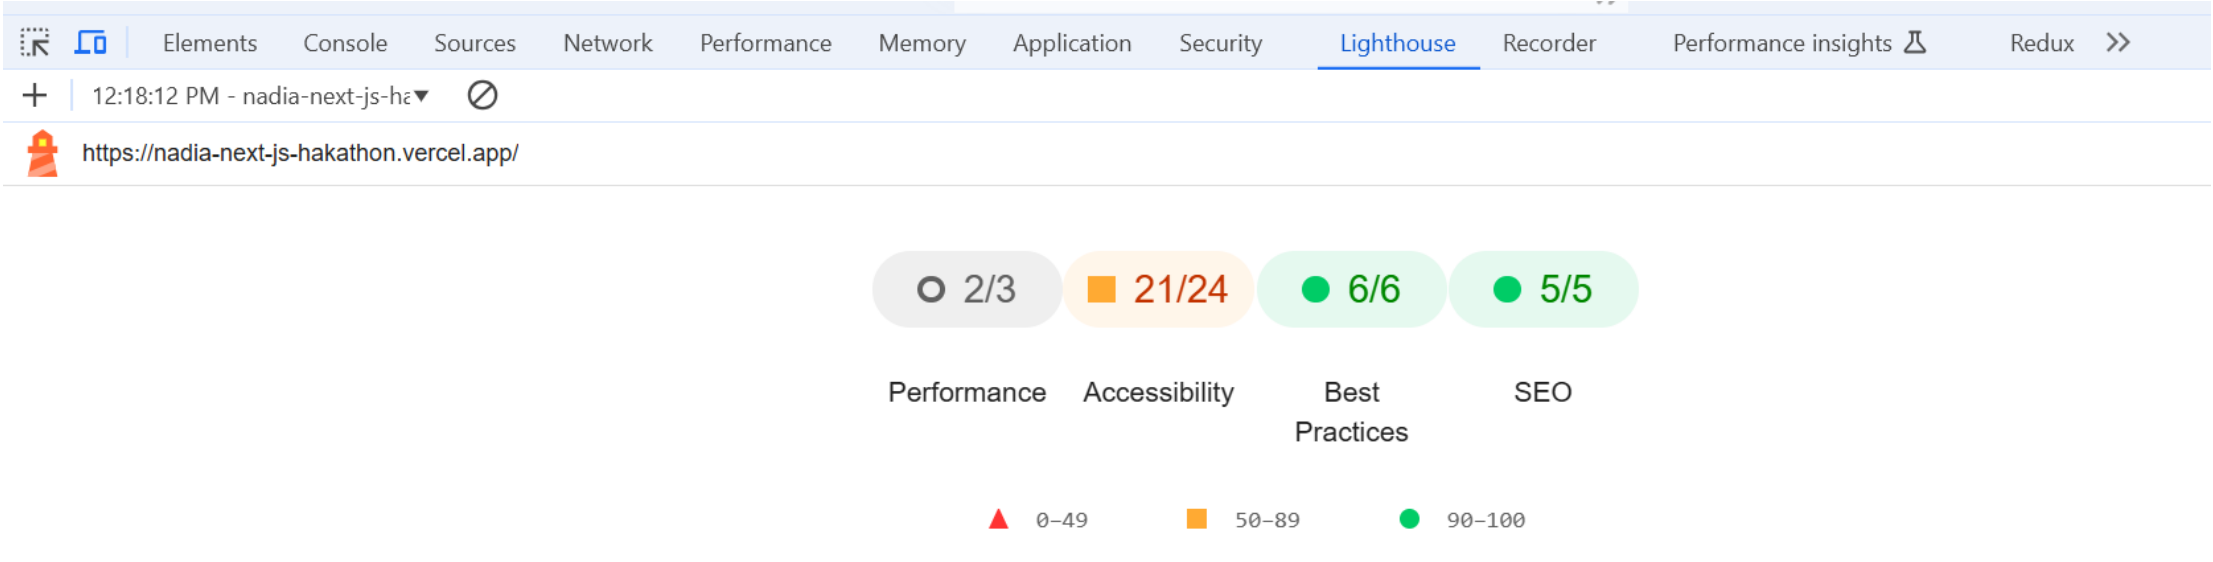 Elements Console Sources Network Performance Memory Application Security Lighthouse Recorder Performance insights Redux
12:18:12 PM - nadia-next-js-ha
https://nadia-next-js-hakathon.vercel.app/
2/3 21/24 6/6 5/5
Performance Accessibility Best Practices SEO
0–49 50–89 90–100